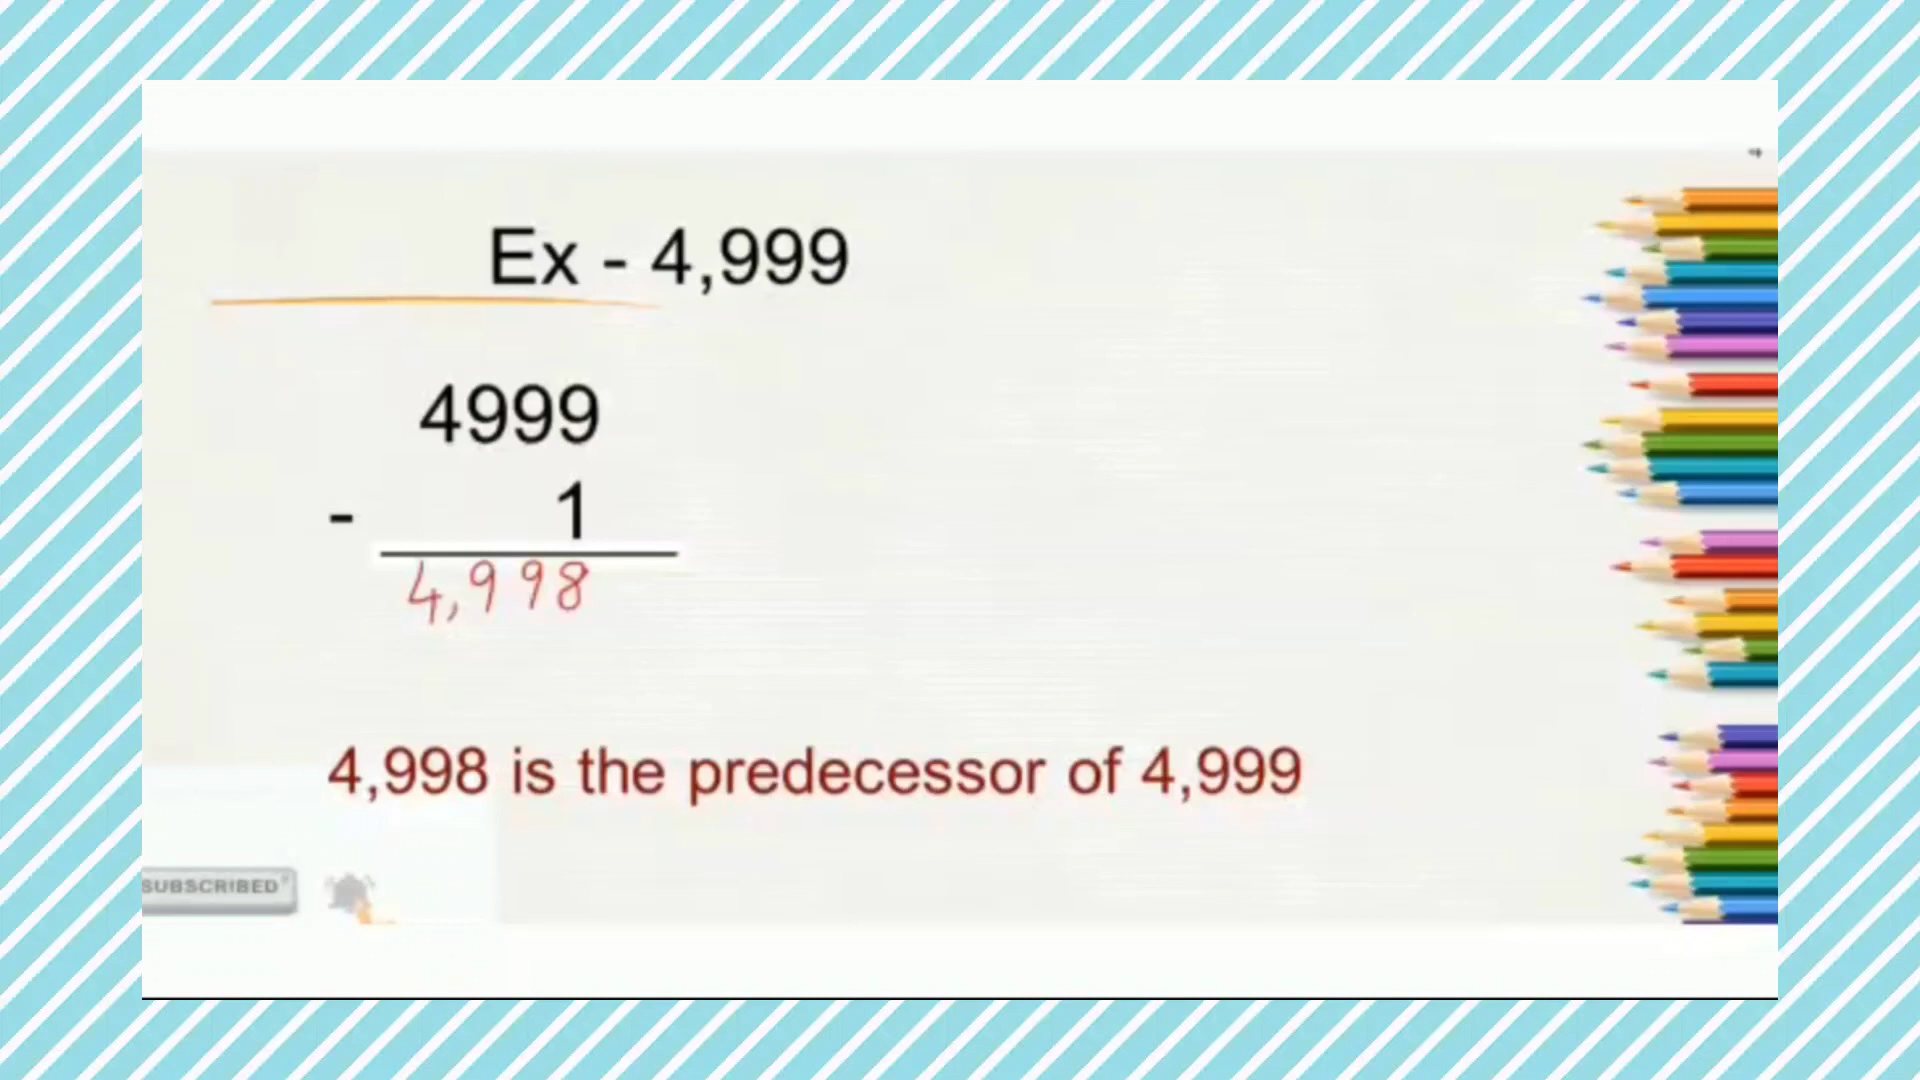 Ex - 4,999
4999
- 1
4,998
4,998 is the predecessor of 4,999
SUBSCRIBED